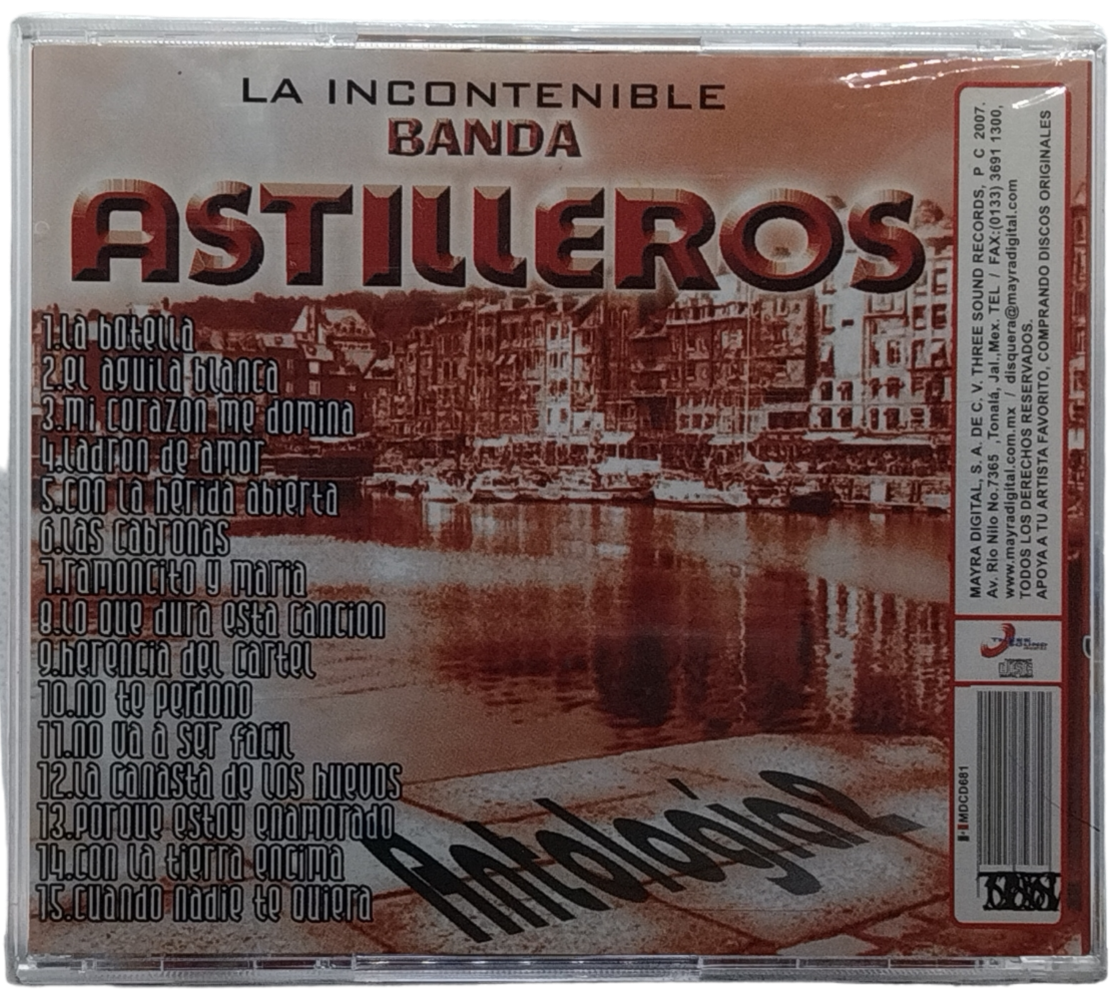 LA INCONTENIBLE
BANDA
ASTILLEROS
1.La botella
2.el aguila blanca
3.mi corazon me domina
4.Ladron de amor
5.con la herida abierta
6.Las cabronas
7.ramoncito y maria
8.Lo que dura esta cancion
9.herencia del cartel
10.no te perdono
11.no va a ser facil
12.la canasta de los huevos
13.porque estoy enamorado
14.con la tierra encima
15.cuando nadie te quiera
Antología 2
MAYRA DIGITAL, S. A. DE C. V. THREE SOUND RECORDS, P C 2007.
Av. Rio Nilo No.7365 ,Tonalá, Jal.,Mex. TEL / FAX:(0133) 3691 1300,
www.mayradigital.com.mx / disquera@mayradigital.com
TODOS LOS DERECHOS RESERVADOS.
APOYA A TU ARTISTA FAVORITO, COMPRANDO DISCOS ORIGINALES
THREE
SOUND
MDCD681